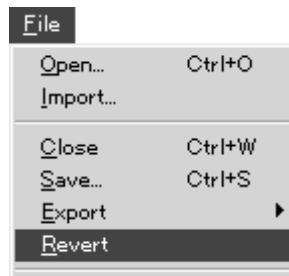 File
Open... Ctrl+O
Import...
Close Ctrl+W
Save... Ctrl+S
Export
Revert